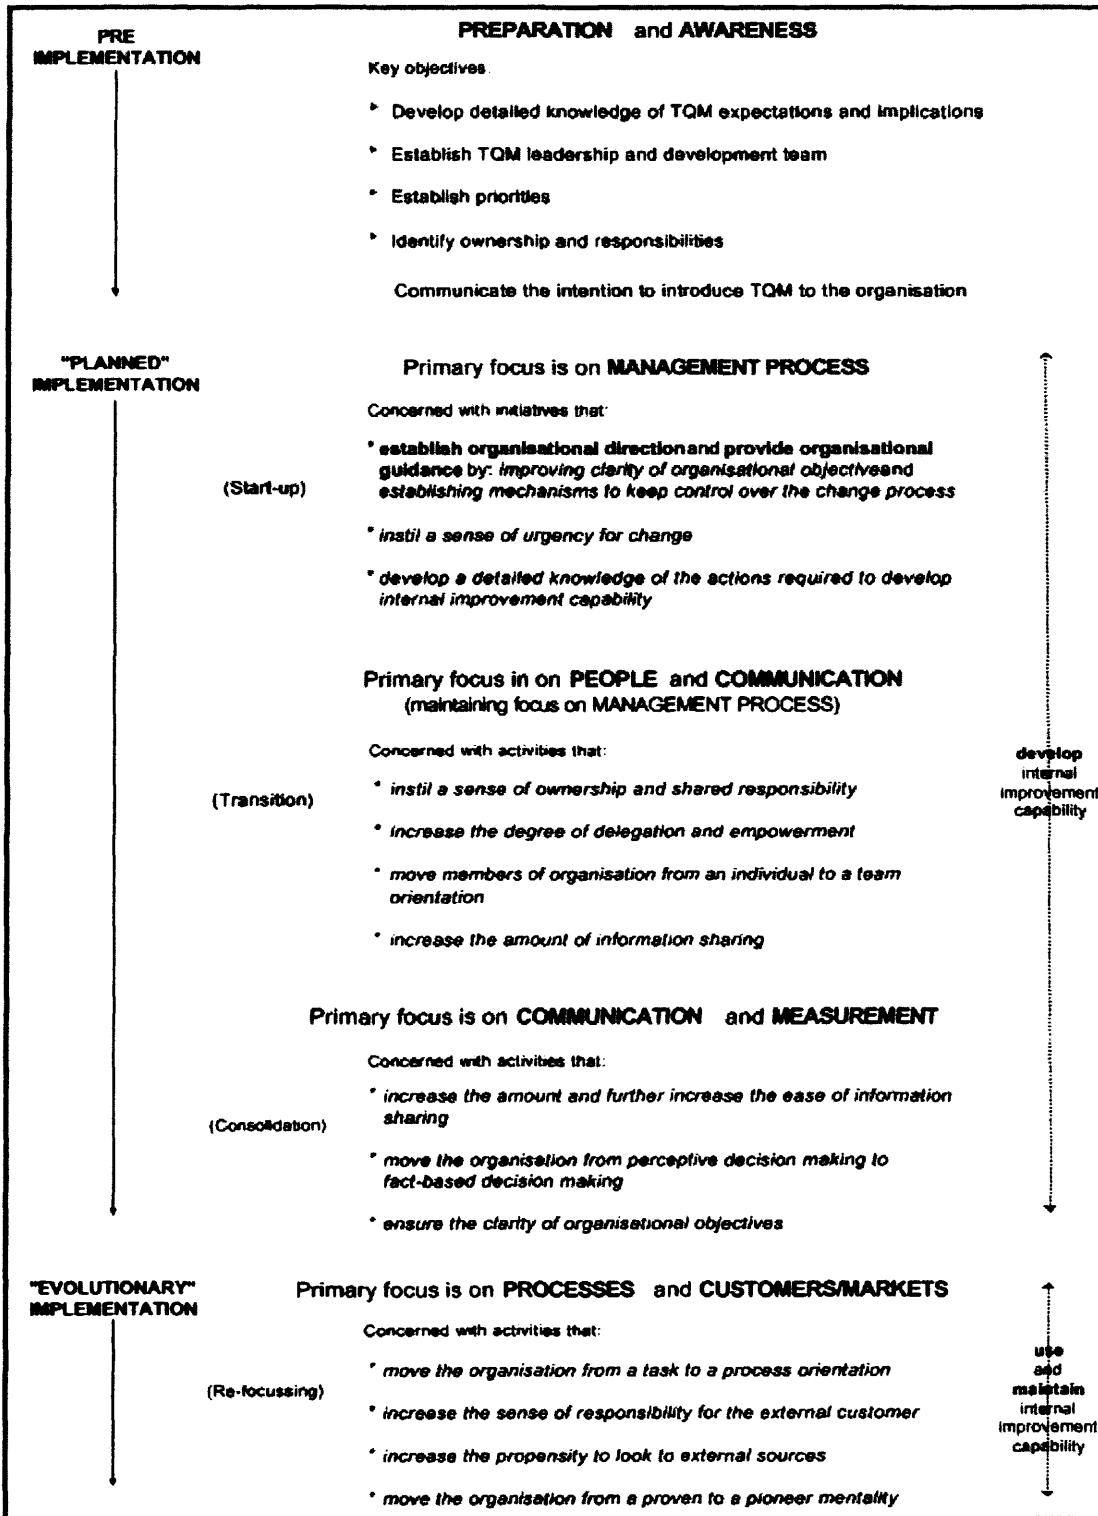 PRE
IMPLEMENTATION
PREPARATION and AWARENESS
Key objectives:
Develop detailed knowledge of TQM expectations and implications
Establish TQM leadership and development team
Establish priorities
Identify ownership and responsibilities
Communicate the intention to introduce TQM to the organisation
"PLANNED"
IMPLEMENTATION
Primary focus is on MANAGEMENT PROCESS
Concerned with initiatives that:
(Start-up)
* establish organisational direction and provide organisational
guidance by: improving clarity of organisational objective and
establishing mechanisms to keep control over the change process
* instil a sense of urgency for change
* develop a detailed knowledge of the actions required to develop
internal improvement capability
Primary focus in on PEOPLE and COMMUNICATION
(maintaining focus on MANAGEMENT PROCESS)
Concerned with activities that:
(Transition)
* instil a sense of ownership and shared responsibility
* increase the degree of delegation and empowerment
* move members of organisation from an individual to a team
orientation
* increase the amount of information sharing
develop
internal
improvement
capability
Primary focus is on COMMUNICATION and MEASUREMENT
Concerned with activities that:
(Consolidation)
* increase the amount and further increase the ease of information
sharing
* move the organisation from perceptive decision making to
fact-based decision making
* ensure the clarity of organisational objectives
"EVOLUTIONARY"
IMPLEMENTATION
Primary focus is on PROCESSES and CUSTOMERS/MARKETS
Concerned with activities that:
(Re-focussing)
* move the organisation from a task to a process orientation
* increase the sense of responsibility for the external customer
* increase the propensity to look to external sources
* move the organisation from a proven to a pioneer mentality
use
and
maintain
internal
improvement
capability